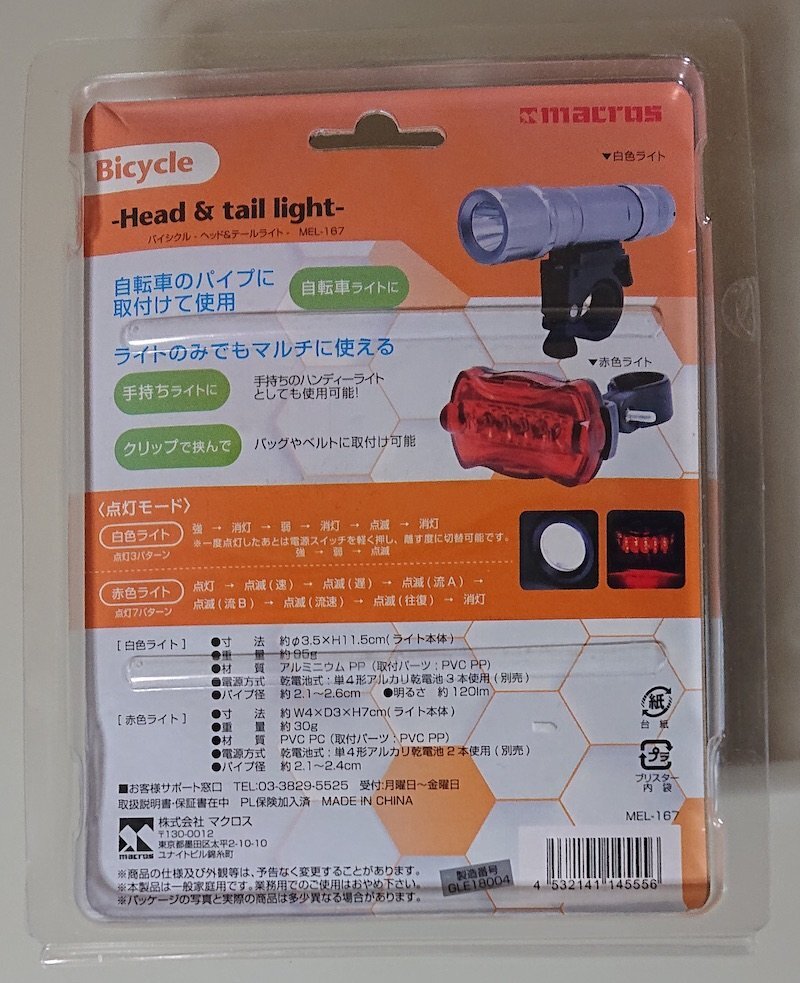 macros
Bicycle
▼白色ライト
-Head & tail light-
バイシクル - ヘッド&テールライト - MEL-167
自転車のパイプに
取付けて使用
自転車ライトに
ライトのみでもマルチに使える
▼赤色ライト
手持ちライトに
手持ちのハンディーライト
としても使用可能!
クリップで挟んで
バッグやベルトに取付け可能
〈点灯モード〉
白色ライト
点灯3パターン
強 → 消灯 → 弱 → 消灯 → 点滅 → 消灯
※一度点灯したあとは電源スイッチを軽く押し、離す度に切替可能です。
強 → 弱 → 点滅
赤色ライト
点灯7パターン
点灯 → 点滅(速) → 点滅(遅) → 点滅(流A) →
点滅(流B) → 点滅(流速) → 点滅(往復) → 消灯
[白色ライト] ●寸 法 約φ3.5×H11.5cm(ライト本体)
●重 量 約95g
●材 質 アルミニウム PP(取付パーツ:PVC PP)
●電源方式 乾電池式:単4形アルカリ乾電池3本使用(別売)
●パイプ径 約2.1～2.6cm ●明るさ 約120lm
[赤色ライト] ●寸 法 約W4×D3×H7cm(ライト本体)
●重 量 約30g
●材 質 PVC PC(取付パーツ:PVC PP)
●電源方式 乾電池式:単4形アルカリ乾電池2本使用(別売)
●パイプ径 約2.1～2.4cm
紙
台 紙
プラ
ブリスター
内 袋
■お客様サポート窓口 TEL:03-3829-5525 受付:月曜日～金曜日
取扱説明書・保証書在中 PL保険加入済 MADE IN CHINA
MEL-167
macros
株式会社 マクロス
〒130-0012
東京都墨田区太平2-10-10
ユナイトビル錦糸町
※商品の仕様及び外観等は、予告なく変更することがあります。
※本製品は一般家庭用です。業務用でのご使用はおやめ下さい。
※パッケージの写真と実際の商品は多少異なる場合があります。
製造番号
GLE18004
4 532141 145556